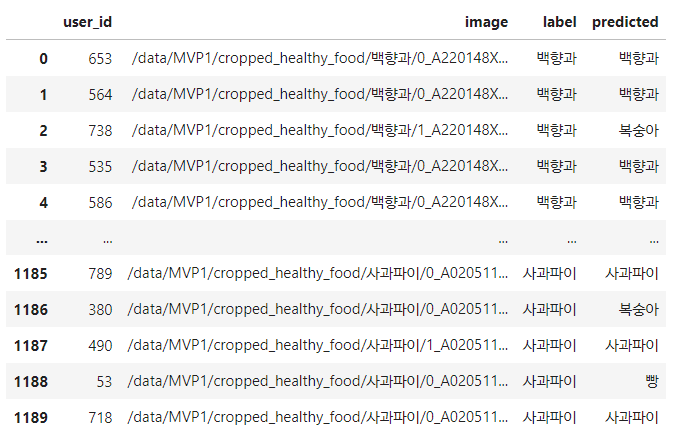 user_id image label predicted
0 653 /data/MVP1/cropped_healthy_food/백향과/0_A220148X... 백향과 백향과
1 564 /data/MVP1/cropped_healthy_food/백향과/0_A220148X... 백향과 백향과
2 738 /data/MVP1/cropped_healthy_food/백향과/1_A220148X... 백향과 복숭아
3 535 /data/MVP1/cropped_healthy_food/백향과/0_A220148X... 백향과 백향과
4 586 /data/MVP1/cropped_healthy_food/백향과/0_A220148X... 백향과 백향과
... ... ... ... ...
1185 789 /data/MVP1/cropped_healthy_food/사과파이/0_A020511... 사과파이 사과파이
1186 380 /data/MVP1/cropped_healthy_food/사과파이/0_A020511... 사과파이 복숭아
1187 490 /data/MVP1/cropped_healthy_food/사과파이/1_A020511... 사과파이 사과파이
1188 53 /data/MVP1/cropped_healthy_food/사과파이/0_A020511... 사과파이 빵
1189 718 /data/MVP1/cropped_healthy_food/사과파이/0_A020511... 사과파이 사과파이